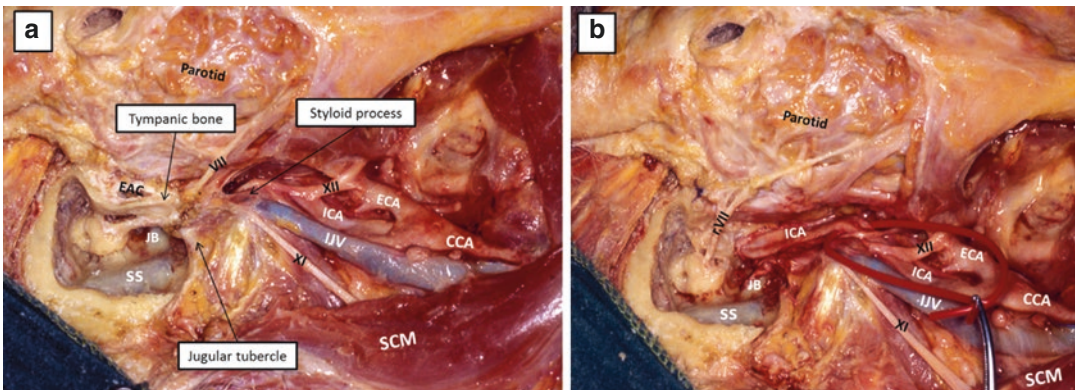 a
Parotid
Tympanic bone
Styloid process
VII
EAC
XII
ECA
ICA
JB
IJV
CCA
SS
XI
SCM
Jugular tubercle
b
Parotid
rVII
ICA
XII
ECA
ICA
JB
IJV
CCA
SS
XI
SCM